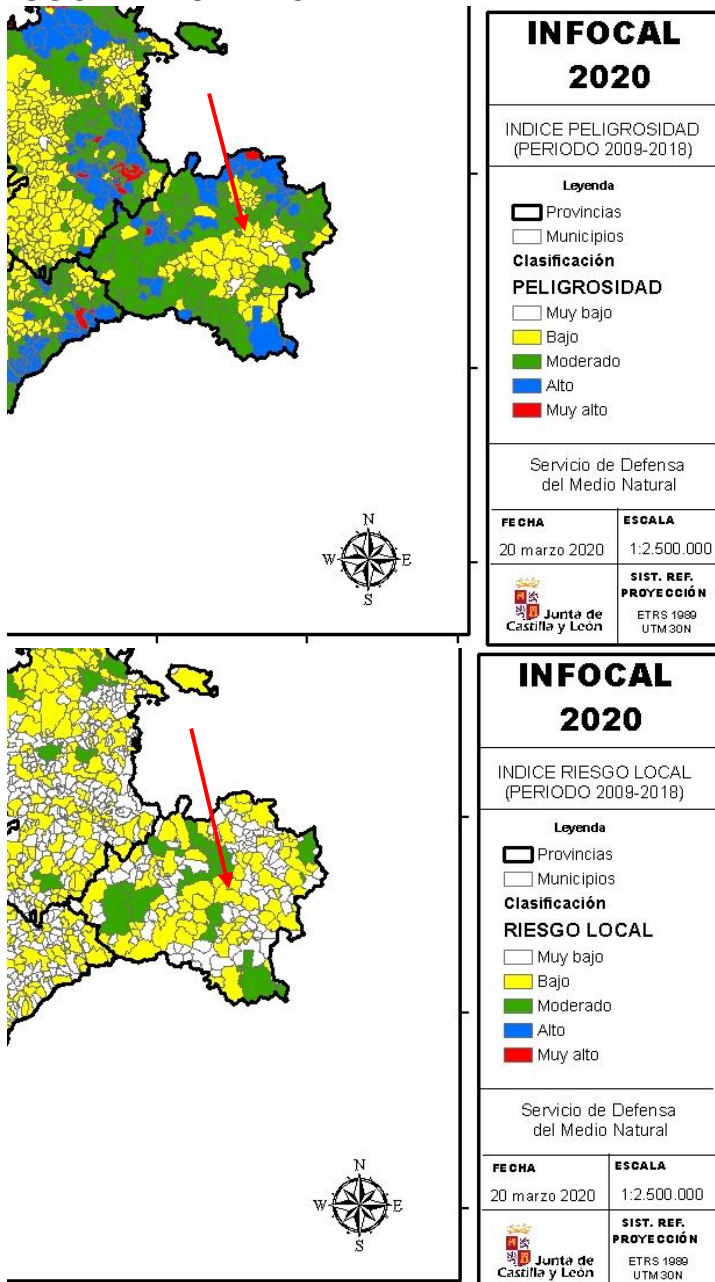 INFOCAL
2020
INDICE PELIGROSIDAD
(PERIODO 2009-2018)
Leyenda
Provincias
Municipios
Clasificación
PELIGROSIDAD
Muy bajo
Bajo
Moderado
Alto
Muy alto
Servicio de Defensa
del Medio Natural
FECHA
20 marzo 2020
ESCALA
1:2.500.000
Junta de
Castilla y León
SIST. REF.
PROYECCIÓN
ETRS 1989
UTM 30N
N
W E
S
INFOCAL
2020
INDICE RIESGO LOCAL
(PERIODO 2009-2018)
Leyenda
Provincias
Municipios
Clasificación
RIESGO LOCAL
Muy bajo
Bajo
Moderado
Alto
Muy alto
Servicio de Defensa
del Medio Natural
FECHA
20 marzo 2020
ESCALA
1:2.500.000
Junta de
Castilla y León
SIST. REF.
PROYECCIÓN
ETRS 1989
UTM 30N
N
W E
S